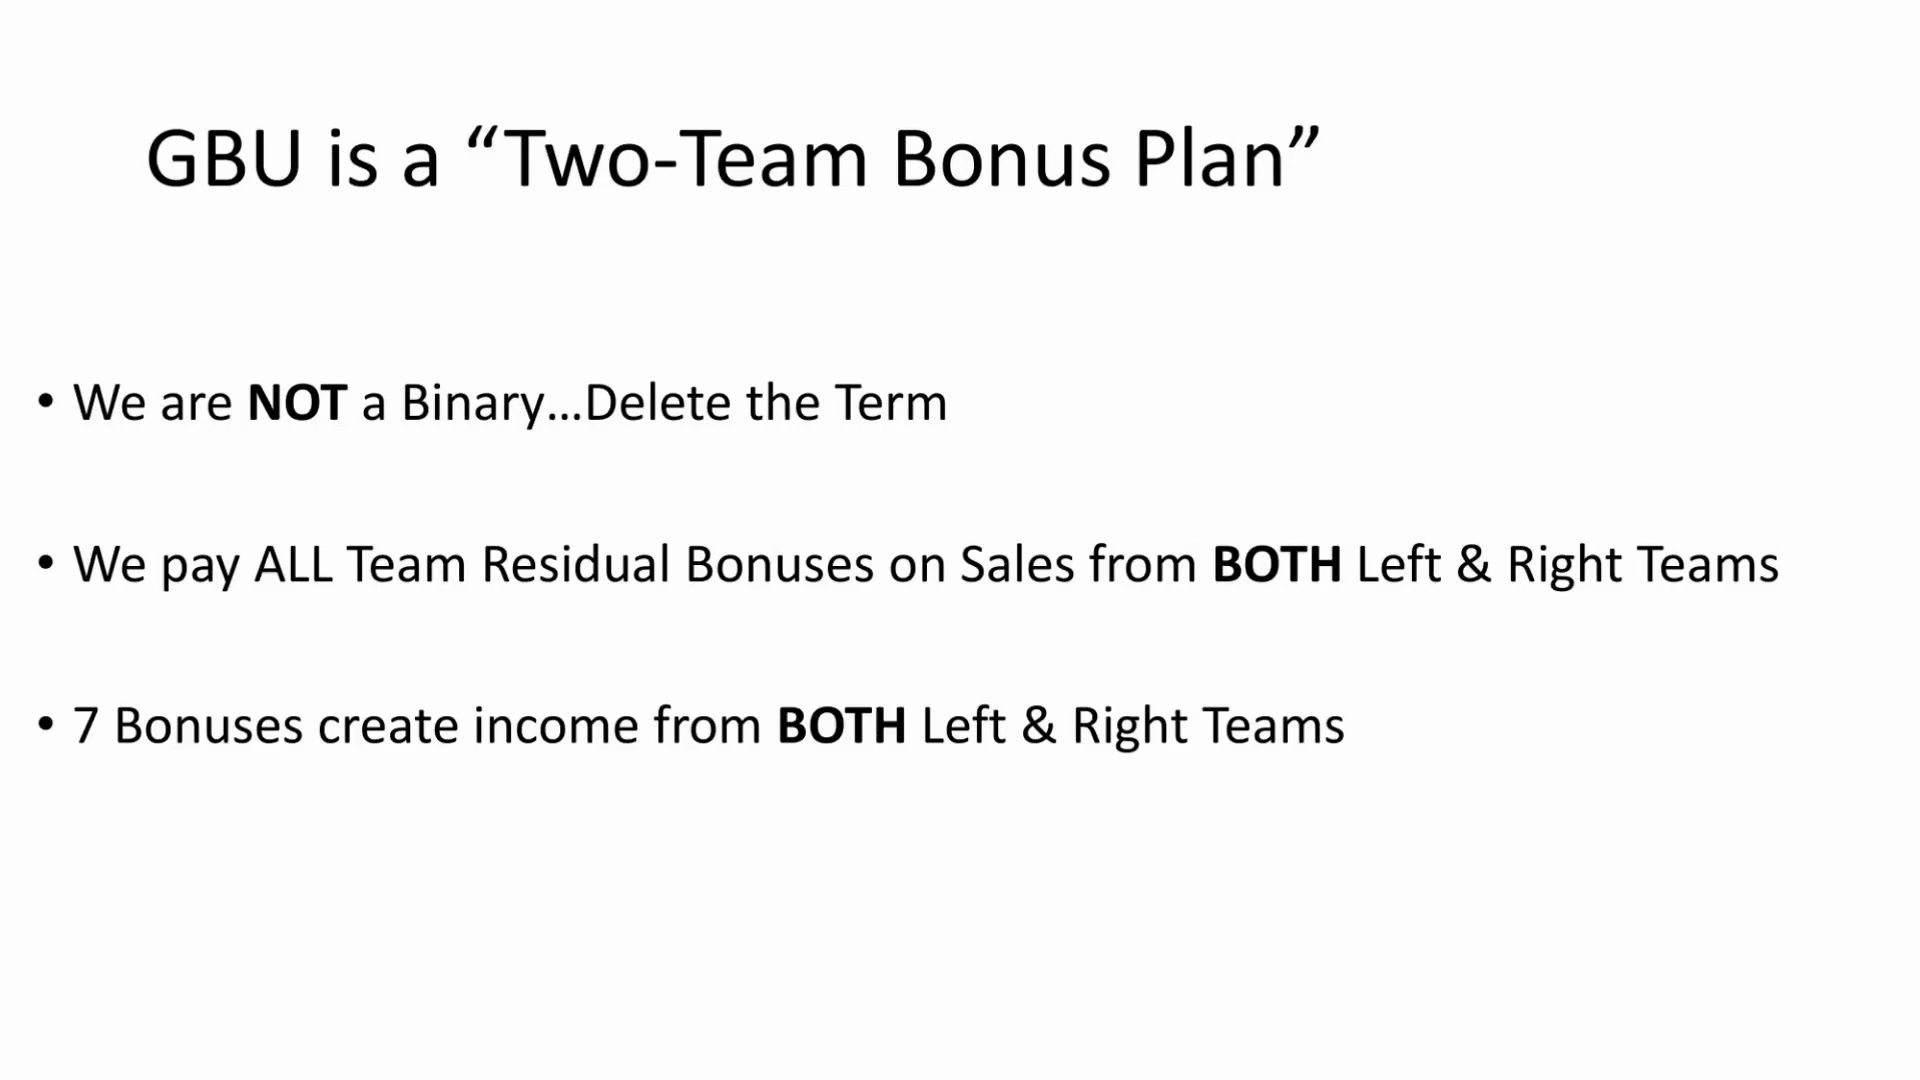 GBU is a “Two-Team Bonus Plan”
• We are NOT a Binary...Delete the Term
• We pay ALL Team Residual Bonuses on Sales from BOTH Left & Right Teams
• 7 Bonuses create income from BOTH Left & Right Teams